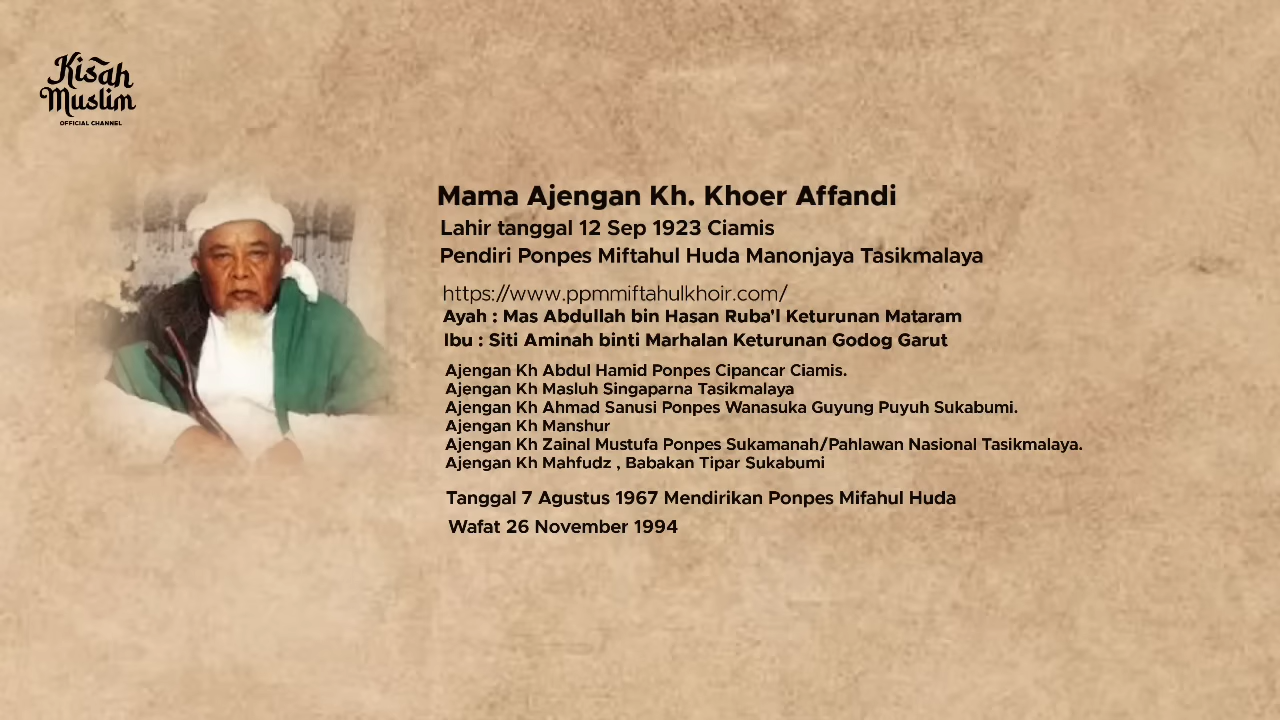 Kisah
Muslim
OFFICIAL CHANNEL
Mama Ajengan Kh. Khoer Affandi
Lahir tanggal 12 Sep 1923 Ciamis
Pendiri Ponpes Miftahul Huda Manonjaya Tasikmalaya
https://www.ppmmiftahulkhoir.com/
Ayah : Mas Abdullah bin Hasan Ruba'l Keturunan Mataram
Ibu : Siti Aminah binti Marhalan Keturunan Godog Garut
Ajengan Kh Abdul Hamid Ponpes Cipancar Ciamis.
Ajengan Kh Masluh Singaparna Tasikmalaya
Ajengan Kh Ahmad Sanusi Ponpes Wanasuka Guyung Puyuh Sukabumi.
Ajengan Kh Manshur
Ajengan Kh Zainal Mustufa Ponpes Sukamanah/Pahlawan Nasional Tasikmalaya.
Ajengan Kh Mahfudz , Babakan Tipar Sukabumi
Tanggal 7 Agustus 1967 Mendirikan Ponpes Mifahul Huda
Wafat 26 November 1994